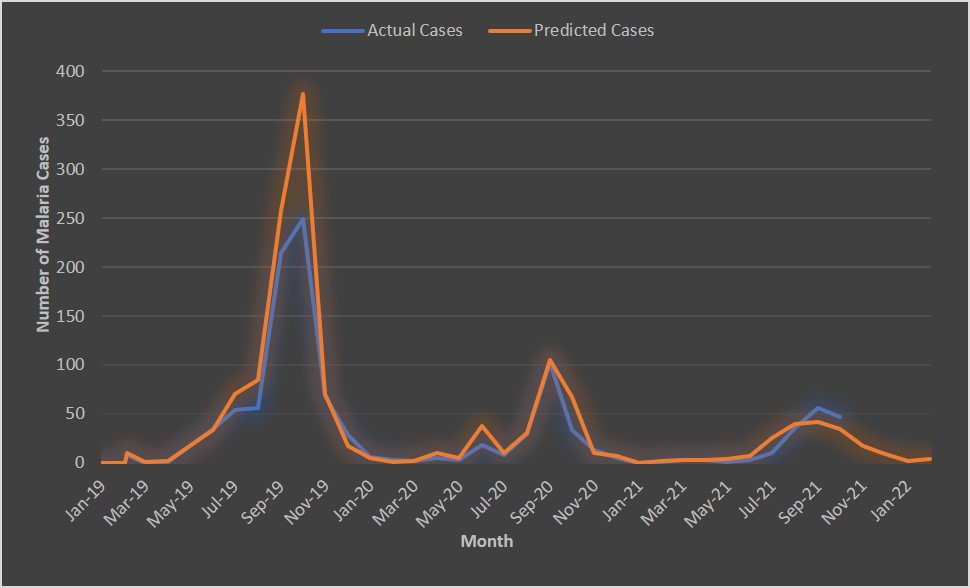 Actual Cases Predicted Cases
400
350
300
250
200
150
100
50
0
Number of Malaria Cases
Jan-19 Mar-19 May-19 Jul-19 Sep-19 Nov-19 Jan-20 Mar-20 May-20 Jul-20 Sep-20 Nov-20 Jan-21 Mar-21 May-21 Jul-21 Sep-21 Nov-21 Jan-22
Month